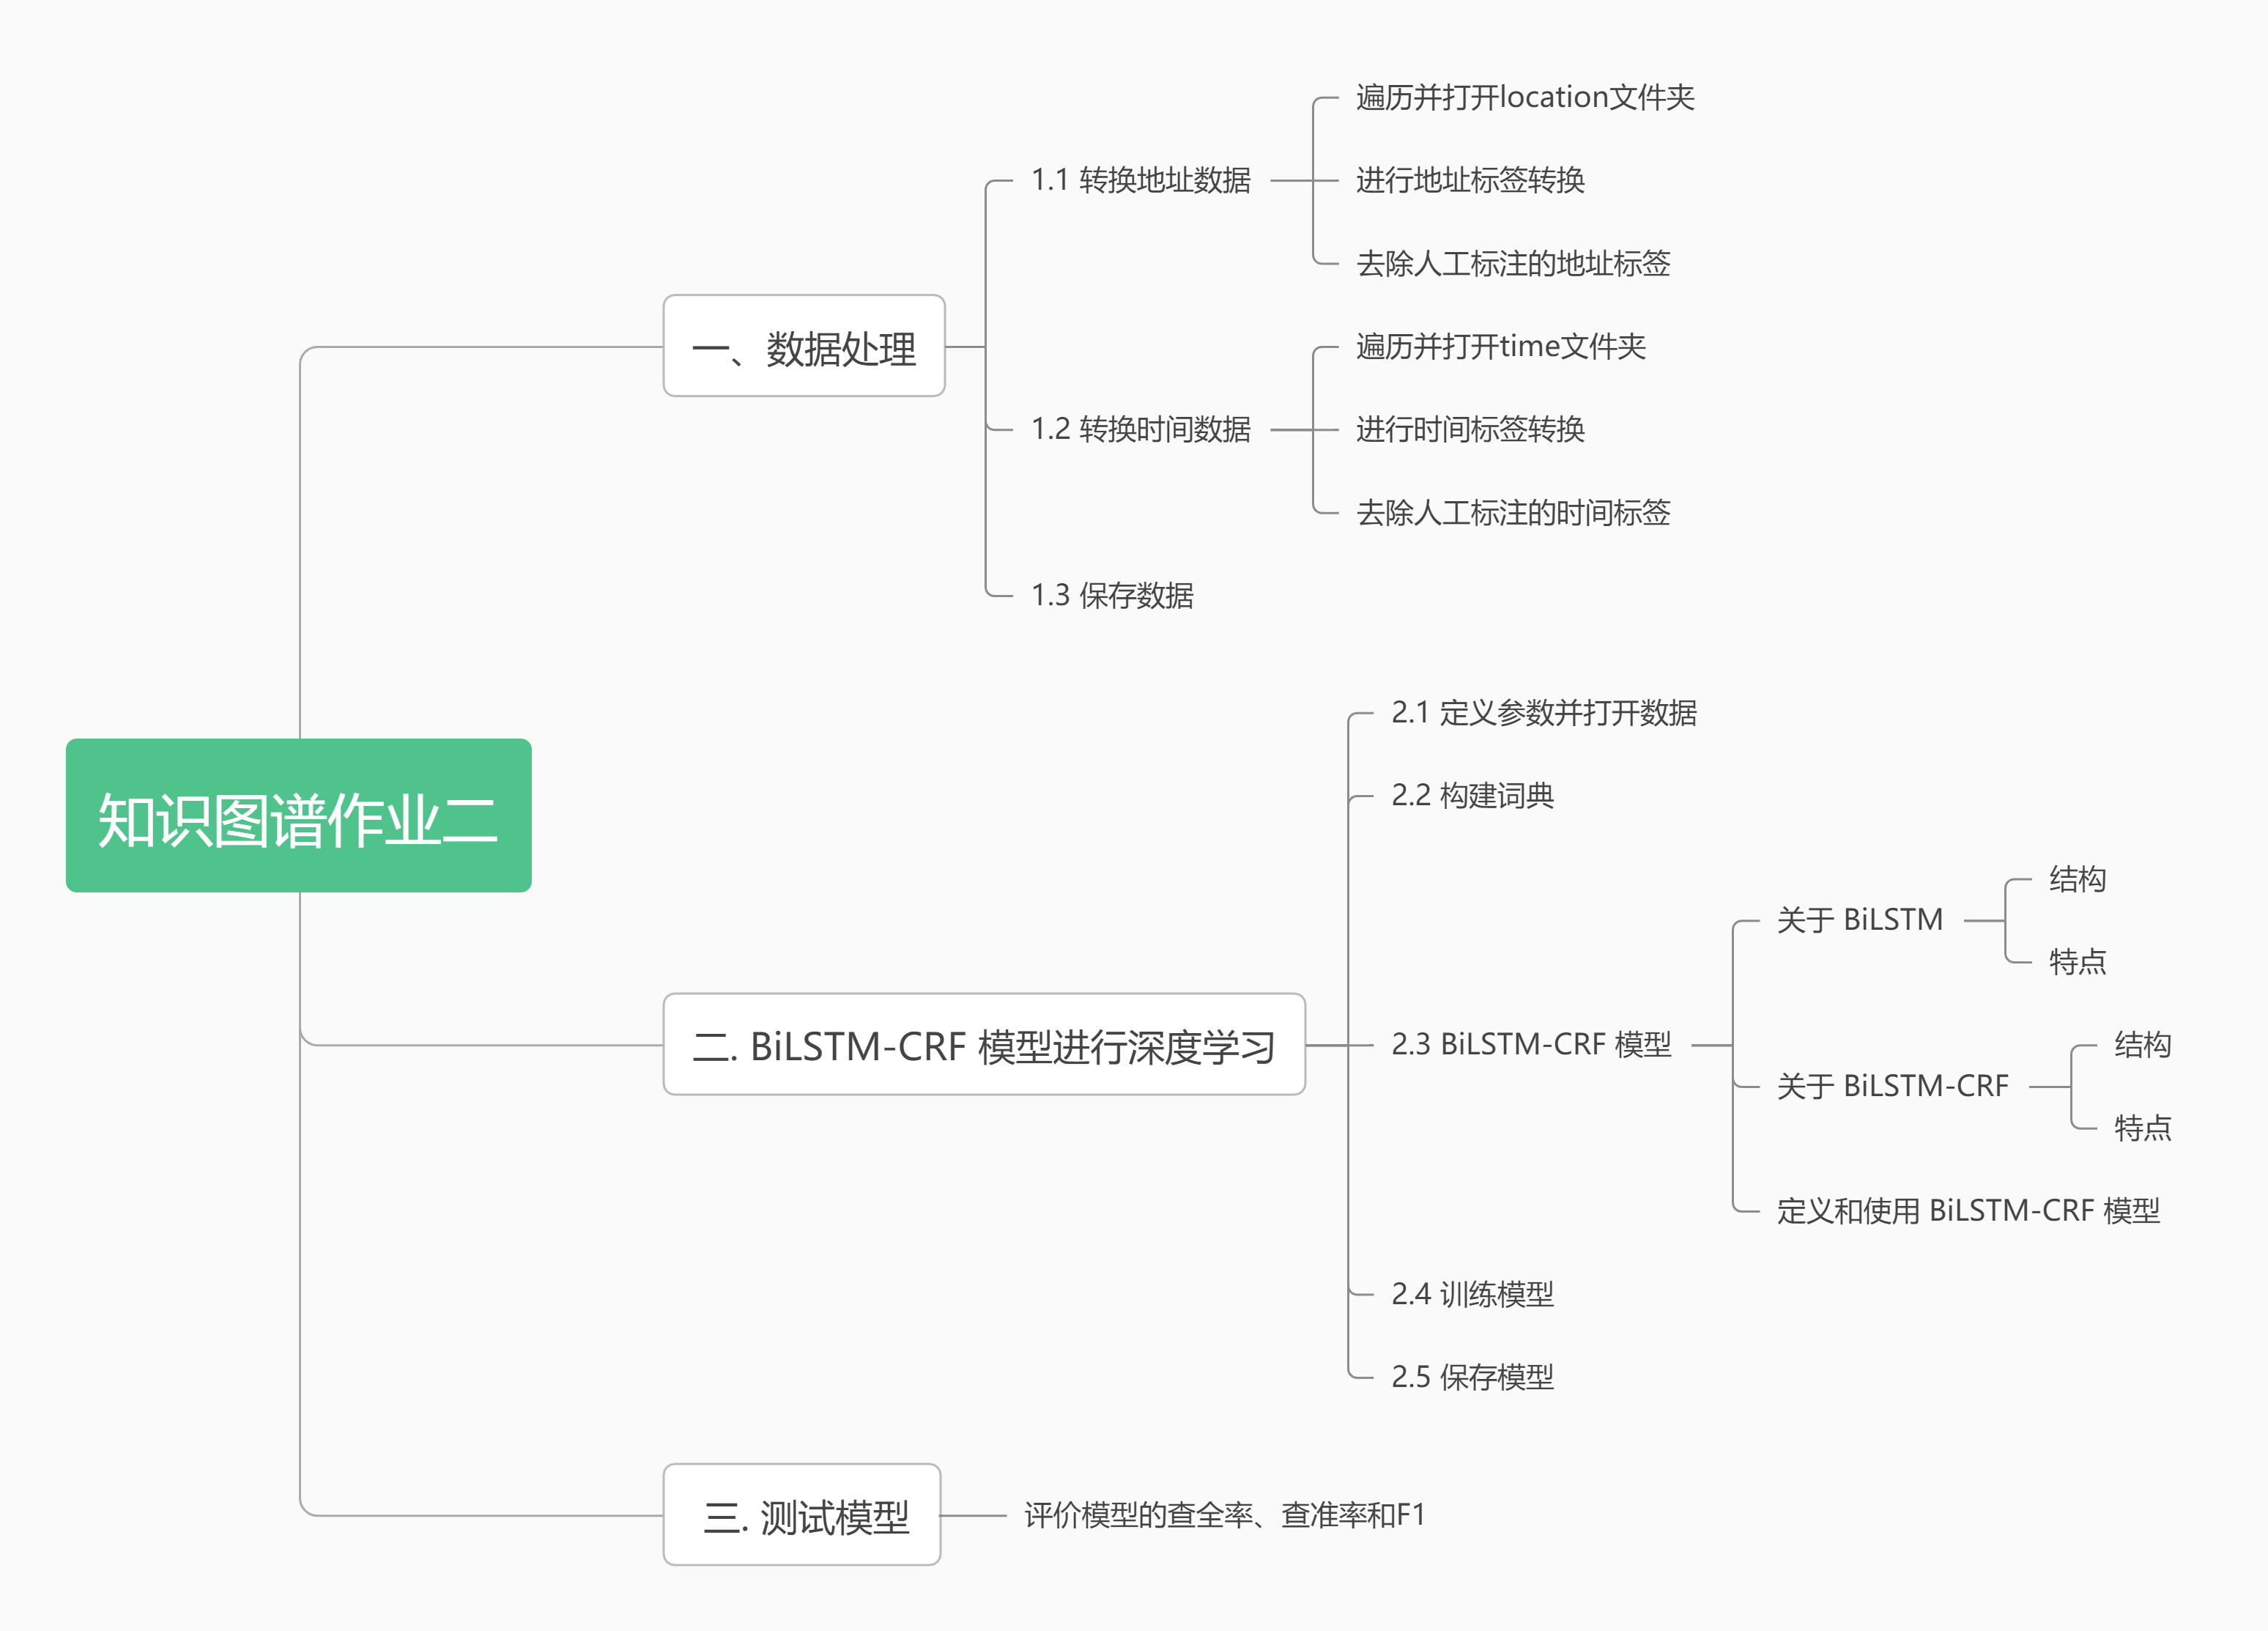 知识图谱作业二
一、数据处理
1.1 转换地址数据
遍历并打开location文件夹
进行地址标签转换
去除人工标注的地址标签
1.2 转换时间数据
遍历并打开time文件夹
进行时间标签转换
去除人工标注的时间标签
1.3 保存数据
二. BiLSTM-CRF 模型进行深度学习
2.1 定义参数并打开数据
2.2 构建词典
2.3 BiLSTM-CRF 模型
关于 BiLSTM
结构
特点
关于 BiLSTM-CRF
结构
特点
定义和使用 BiLSTM-CRF 模型
2.4 训练模型
2.5 保存模型
三. 测试模型
评价模型的查全率、查准率和F1